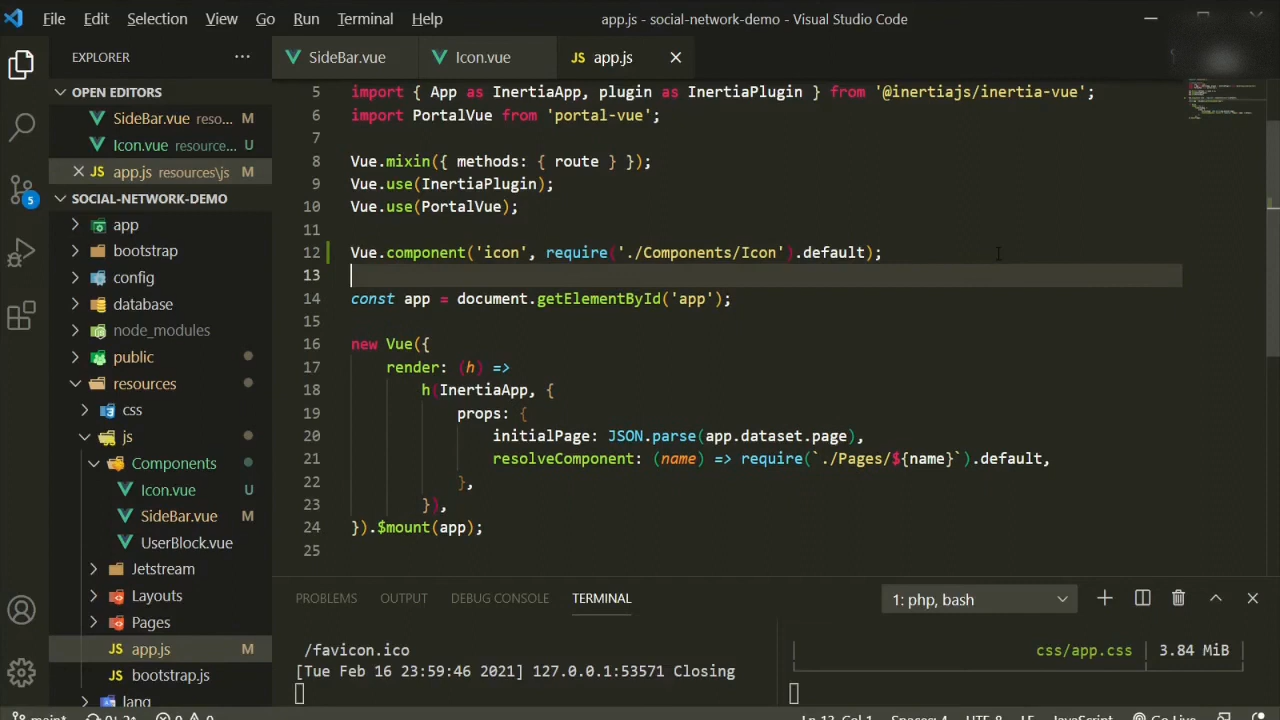 File Edit Selection View Go Run Terminal Help app.js - social-network-demo - Visual Studio Code
EXPLORER
SideBar.vue Icon.vue JS app.js
OPEN EDITORS
SideBar.vue reso... M
Icon.vue resource... U
JS app.js resources\js M
SOCIAL-NETWORK-DEMO
app
bootstrap
config
database
node_modules
public
resources
css
js
Components
Icon.vue U
SideBar.vue M
UserBlock.vue
Jetstream
Layouts
Pages
JS app.js M
JS bootstrap.js
lang
5
5 import { App as InertiaApp, plugin as InertiaPlugin } from '@inertiajs/inertia-vue';
6 import PortalVue from 'portal-vue';
7
8 Vue.mixin({ methods: { route } });
9 Vue.use(InertiaPlugin);
10 Vue.use(PortalVue);
11
12 Vue.component('icon', require('./Components/Icon').default);
13
14 const app = document.getElementById('app');
15
16 new Vue({
17 render: (h) =>
18 h(InertiaApp, {
19 props: {
20 initialPage: JSON.parse(app.dataset.page),
21 resolveComponent: (name) => require(`./Pages/${name}`).default,
22 },
23 }),
24 }).$mount(app);
25
PROBLEMS OUTPUT DEBUG CONSOLE TERMINAL 1: php, bash
/favicon.ico
[Tue Feb 16 23:59:46 2021] 127.0.0.1:53571 Closing
css/app.css 3.84 MiB